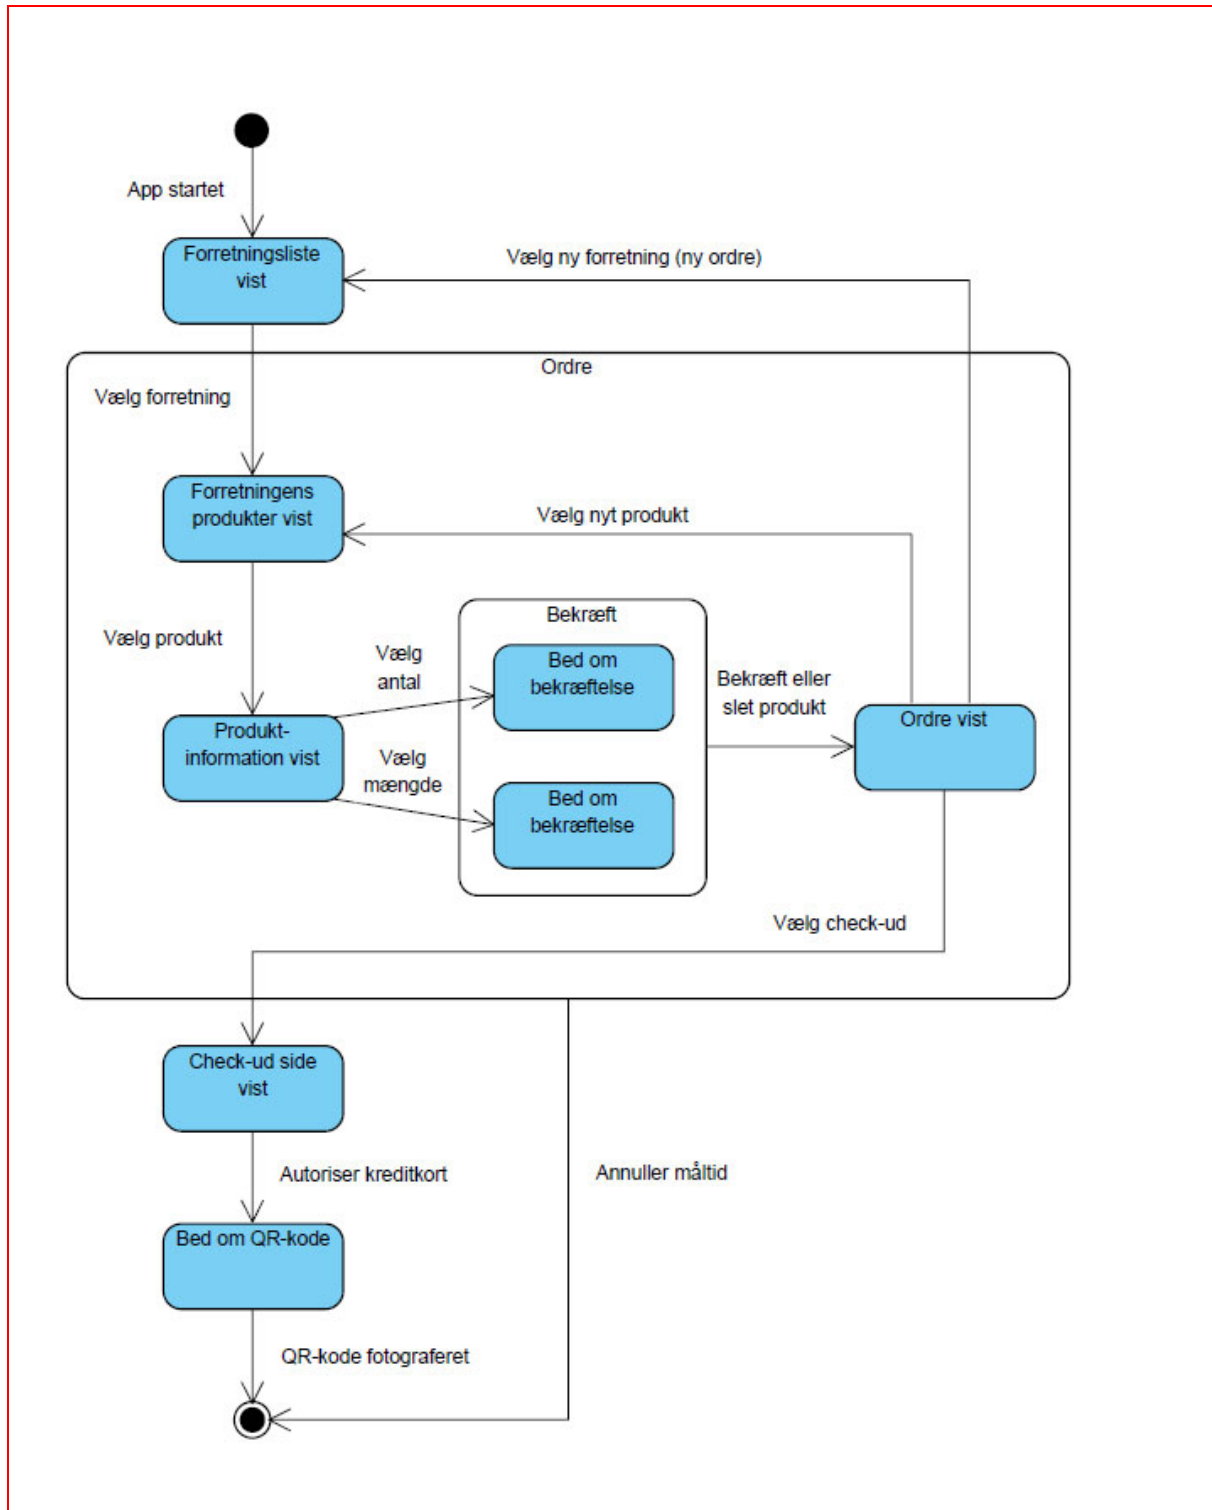 App startet
Forretningsliste
vist
Vælg ny forretning (ny ordre)
Ordre
Vælg forretning
Forretningens
produkter vist
Vælg nyt produkt
Vælg produkt
Bekræft
Vælg
antal
Bed om
bekræftelse
Bekræft eller
slet produkt
Ordre vist
Produkt-
information vist
Vælg
mængde
Bed om
bekræftelse
Vælg check-ud
Check-ud side
vist
Autoriser kreditkort
Annuller måltid
Bed om QR-kode
QR-kode fotograferet